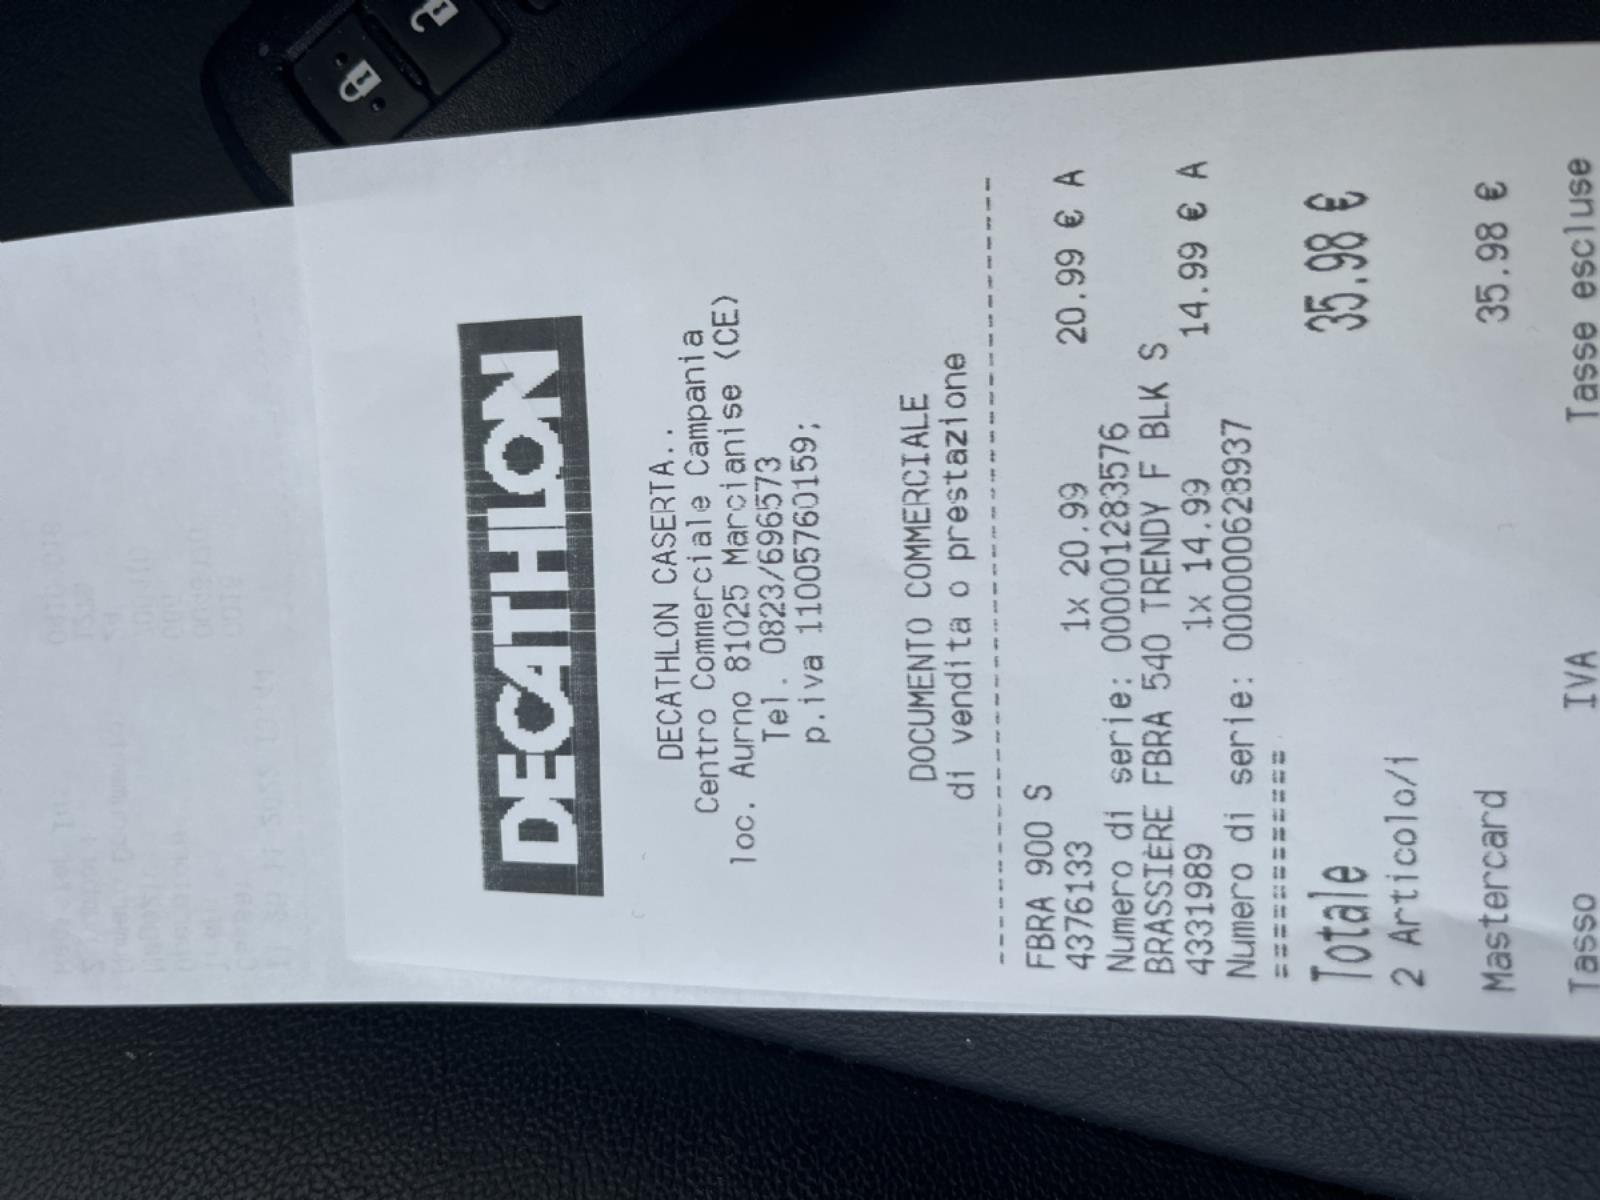 DECATHLON
DECATHLON CASERTA..
Centro Commerciale Campania
loc. Aurno 81025 Marcianise (CE)
Tel. 0823/696573
p.iva 11005760159;
DOCUMENTO COMMERCIALE
di vendita o prestazione
FBRA 900 S
4376133 1x 20.99 20.99 € A
Numero di serie: 000001283576
BRASSIÈRE FBRA 540 TRENDY F BLK S
4331989 1x 14.99 14.99 € A
Numero di serie: 000000628937
=============
Totale 35.98 €
2 Articolo/i
Mastercard 35.98 €
Tasso IVA Tasse escluse